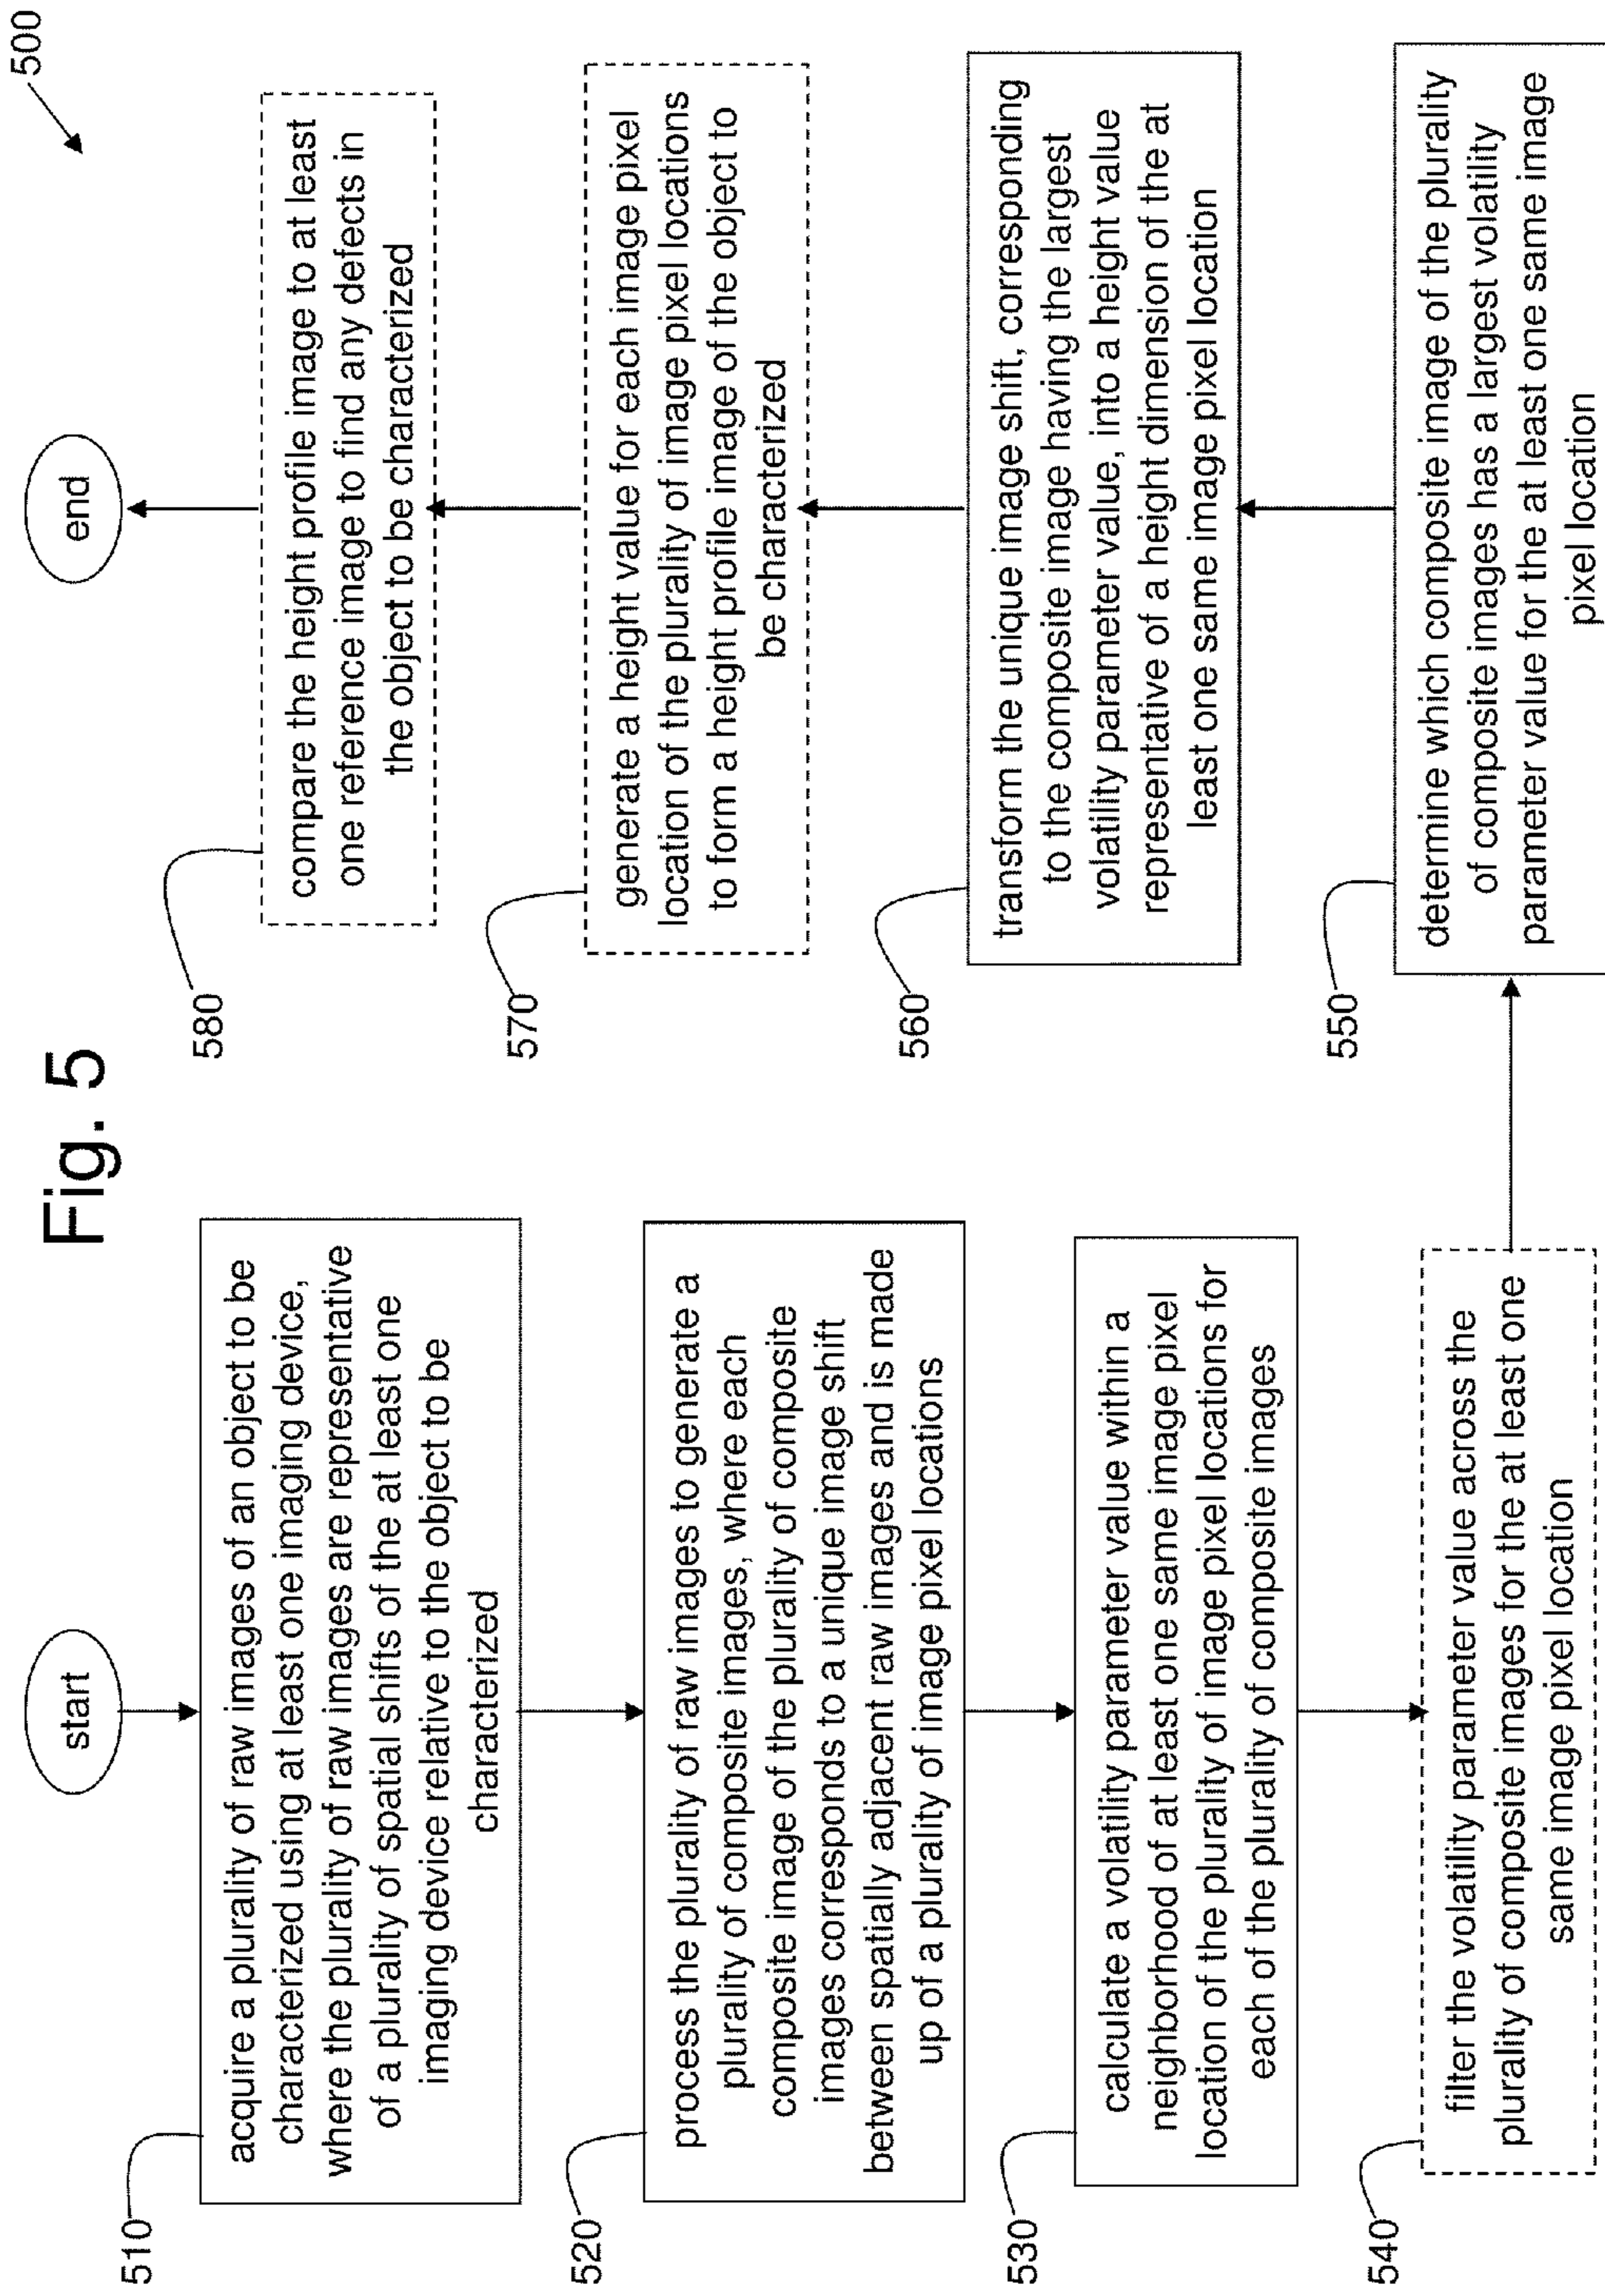 Fig. 5
500
start
510
acquire a plurality of raw images of an object to be
characterized using at least one imaging device,
where the plurality of raw images are representative
of a plurality of spatial shifts of the at least one
imaging device relative to the object to be
characterized
520
process the plurality of raw images to generate a
plurality of composite images, where each
composite image of the plurality of composite
images corresponds to a unique image shift
between spatially adjacent raw images and is made
up of a plurality of image pixel locations
530
calculate a volatility parameter value within a
neighborhood of at least one same image pixel
location of the plurality of image pixel locations for
each of the plurality of composite images
540
filter the volatility parameter value across the
plurality of composite images for the at least one
same image pixel location
550
determine which composite image of the plurality
of composite images has a largest volatility
parameter value for the at least one same image
pixel location
560
transform the unique image shift, corresponding
to the composite image having the largest
volatility parameter value, into a height value
representative of a height dimension of the at
least one same image pixel location
570
generate a height value for each image pixel
location of the plurality of image pixel locations
to form a height profile image of the object to
be characterized
580
compare the height profile image to at least
one reference image to find any defects in
the object to be characterized
end